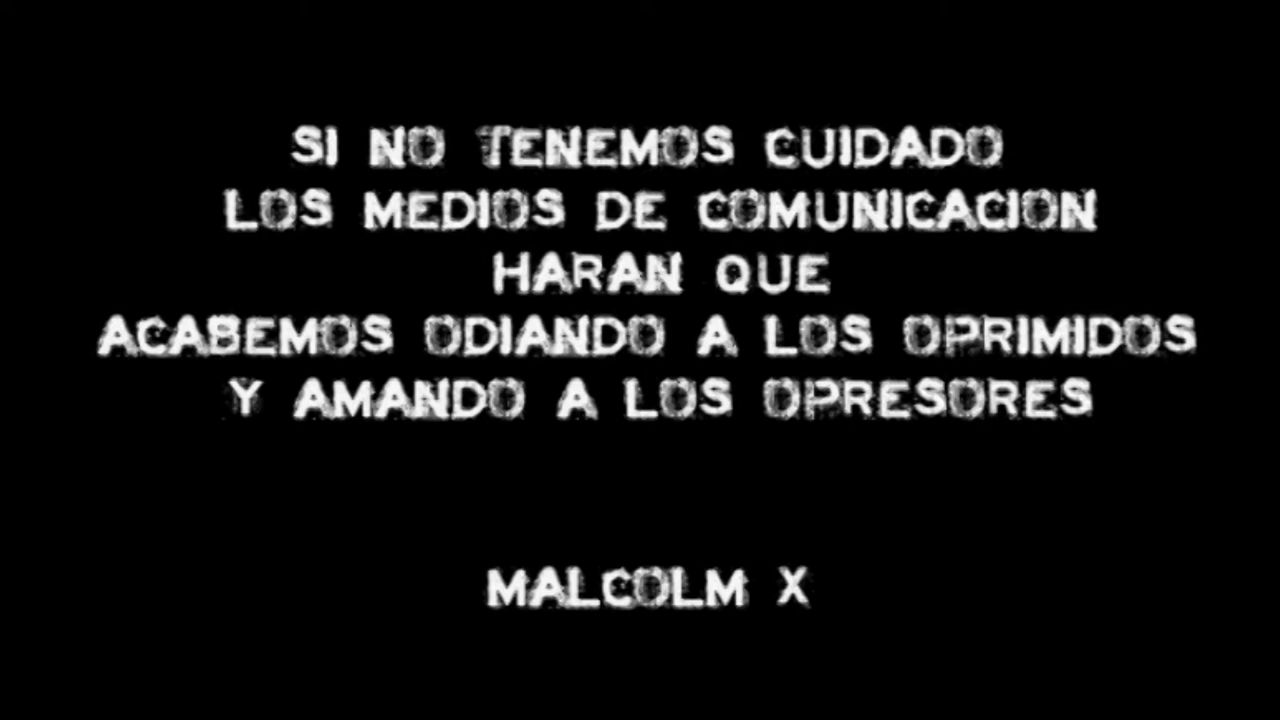 SI NO TENEMOS CUIDADO
LOS MEDIOS DE COMUNICACION
HARAN QUE
ACABEMOS ODIANDO A LOS OPRIMIDOS
Y AMANDO A LOS OPRESORES
MALCOLM X